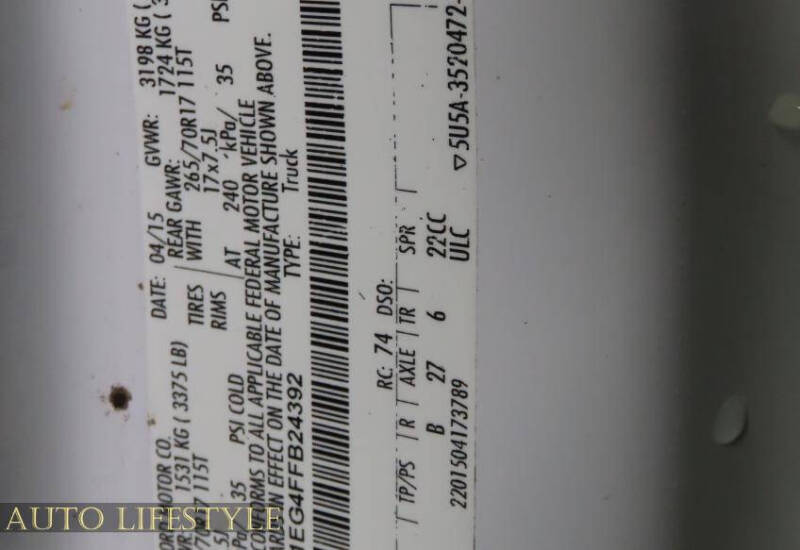 MOTOR CO.
DATE: 04/15 GVWR: 3198 KG (
1531 KG ( 3375 LB) REAR GAWR: 1724 KG (
115T TIRES WITH 265/70R17 115T
RIMS 17x7.5J
35 PSI COLD AT 240 kPa/ 35 PSI
CONFORMS TO ALL APPLICABLE FEDERAL MOTOR VEHICLE
IN EFFECT ON THE DATE OF MANUFACTURE SHOWN ABOVE.
EG4FFB24392 TYPE: Truck
RC: 74 DSO:
TP/PS R AXLE TR SPR
B 27 6 22CC
2201504173789 ULC
▽5U5A-3520472-
AUTO LIFESTYLE